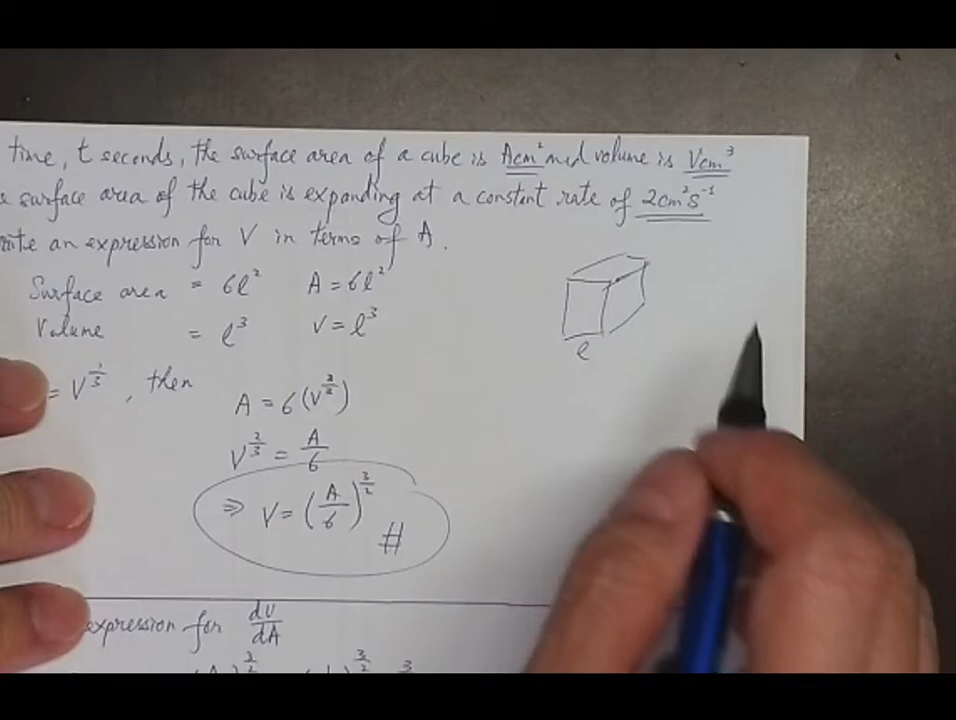 time, t seconds, the surface area of a cube is Acm² and volume is Vcm³
surface area of the cube is expanding at a constant rate of 2cm²s⁻¹
an expression for V in terms of A.
Surface area = 6l² A = 6l²
Volume = l³ V = l³
l
= V^(1/3), then
A = 6(V^(2/3))
V^(2/3) = A/6
⇒ V = (A/6)^(3/2) #
expression for dV/dA